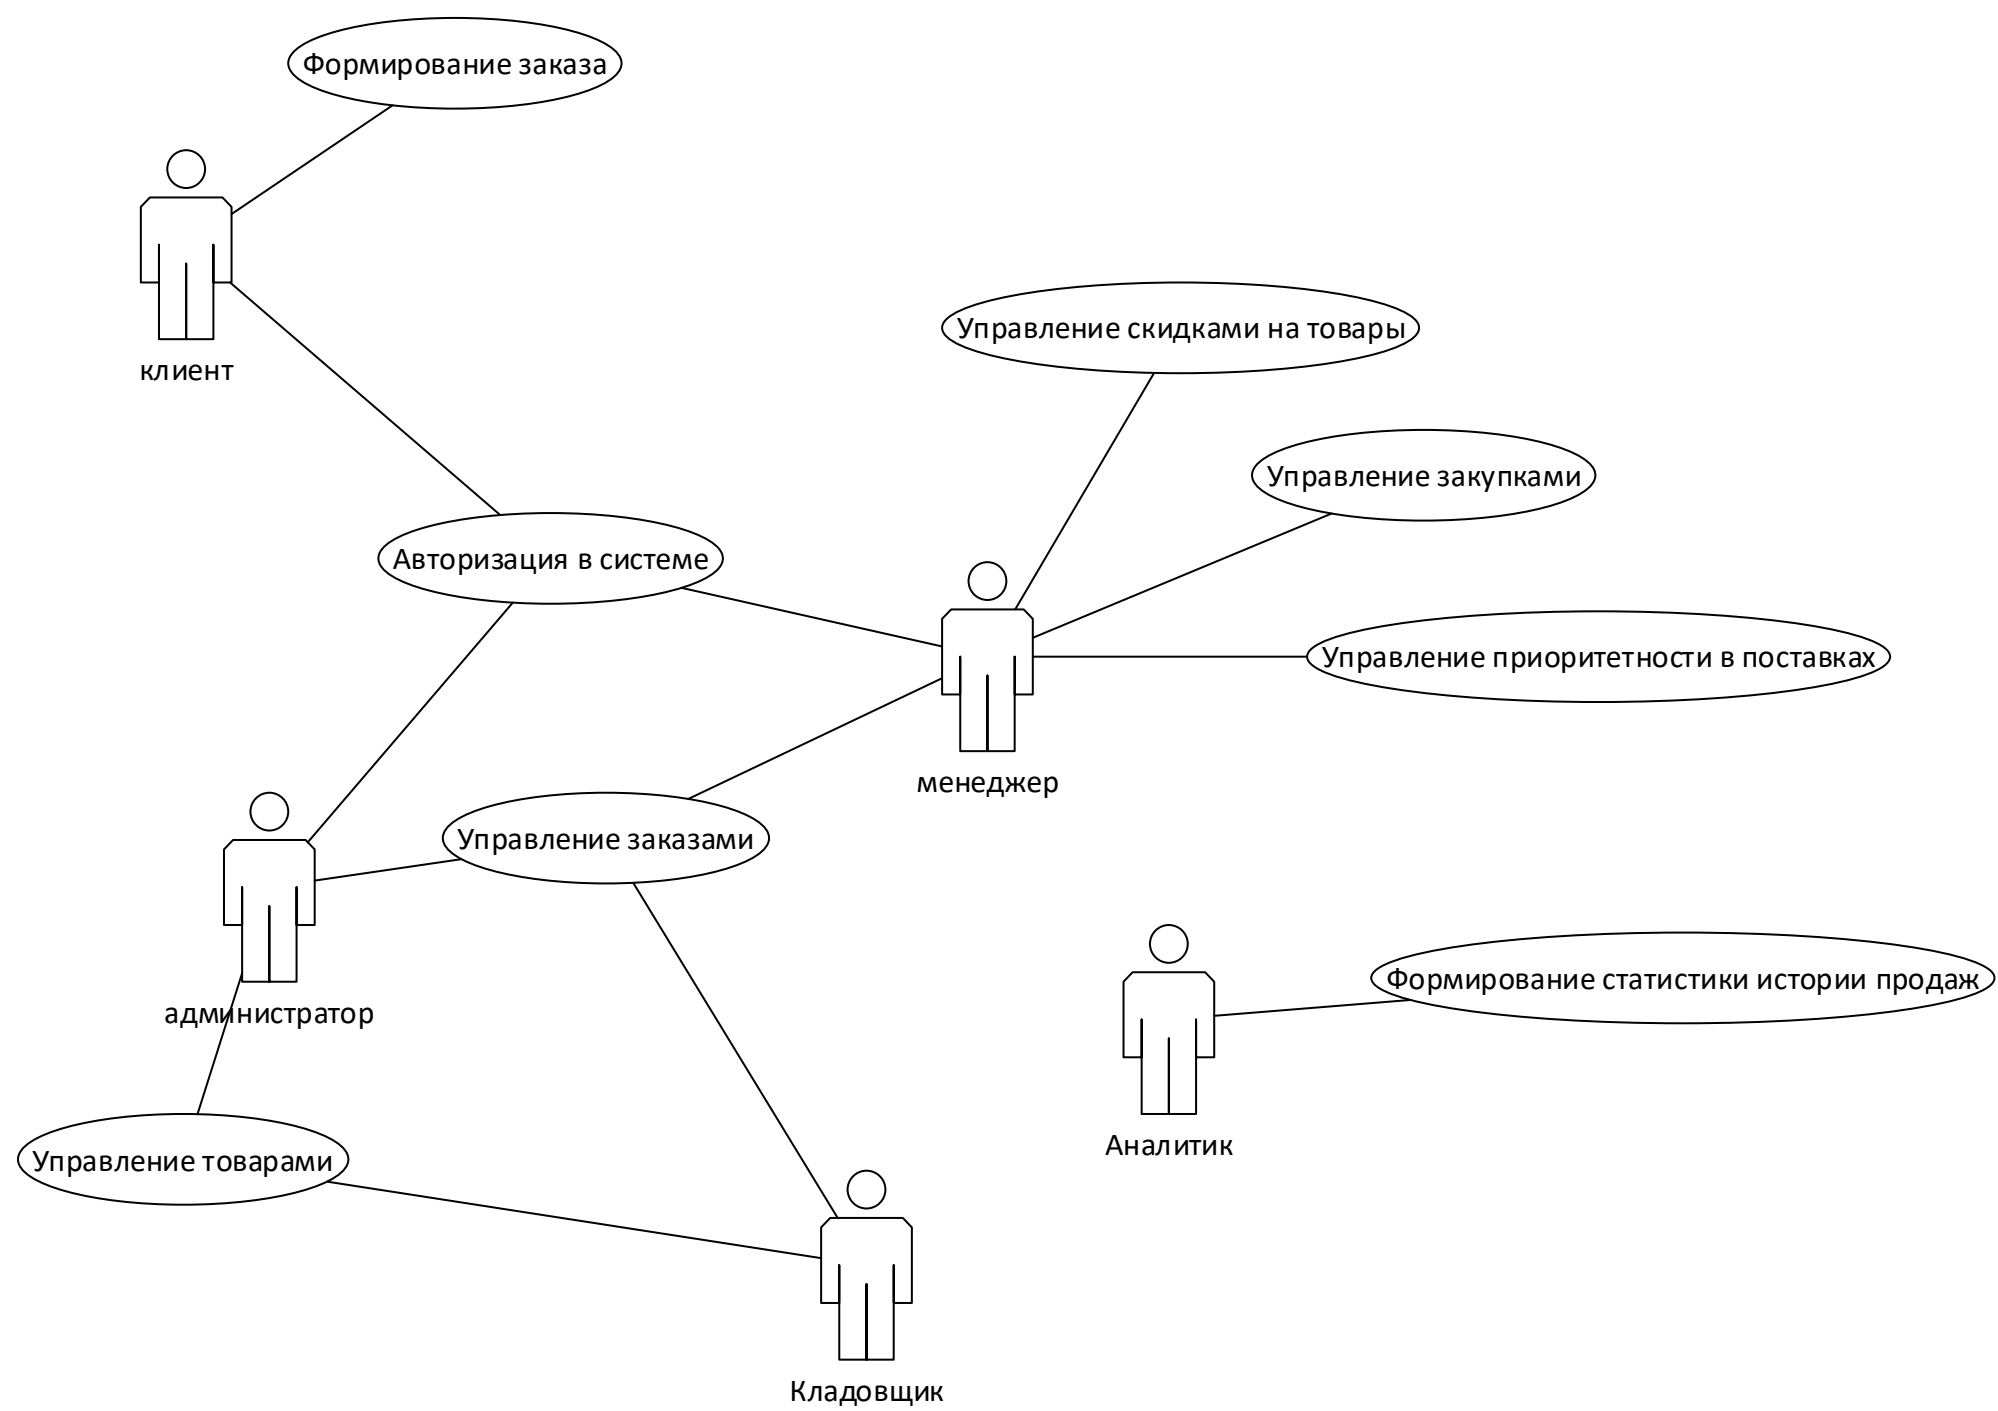 Формирование заказа
клиент
Управление скидками на товары
Управление закупками
Авторизация в системе
Управление приоритетности в поставках
менеджер
Управление заказами
Формирование статистики истории продаж
администратор
Аналитик
Управление товарами
Кладовщик